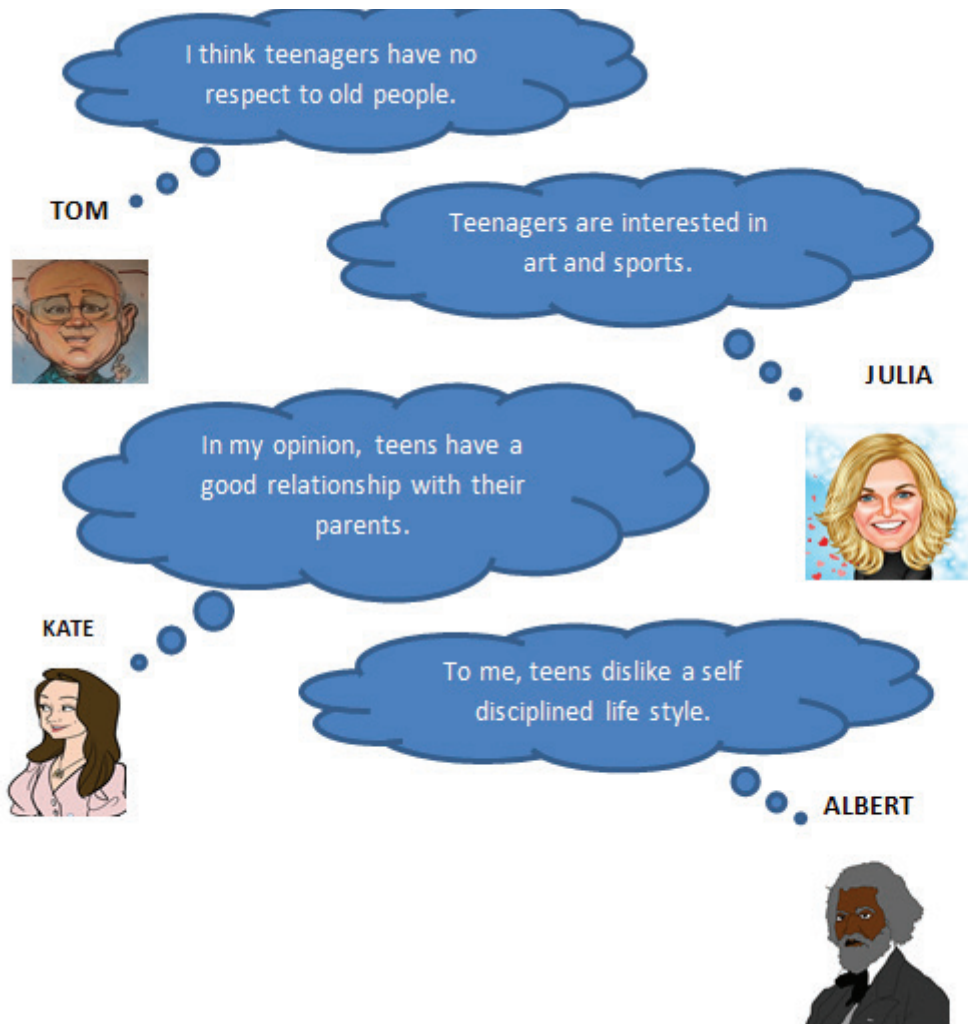 I think teenagers have no
respect to old people.
TOM
Teenagers are interested in
art and sports.
JULIA
In my opinion, teens have a
good relationship with their
parents.
KATE
To me, teens dislike a self
disciplined life style.
ALBERT